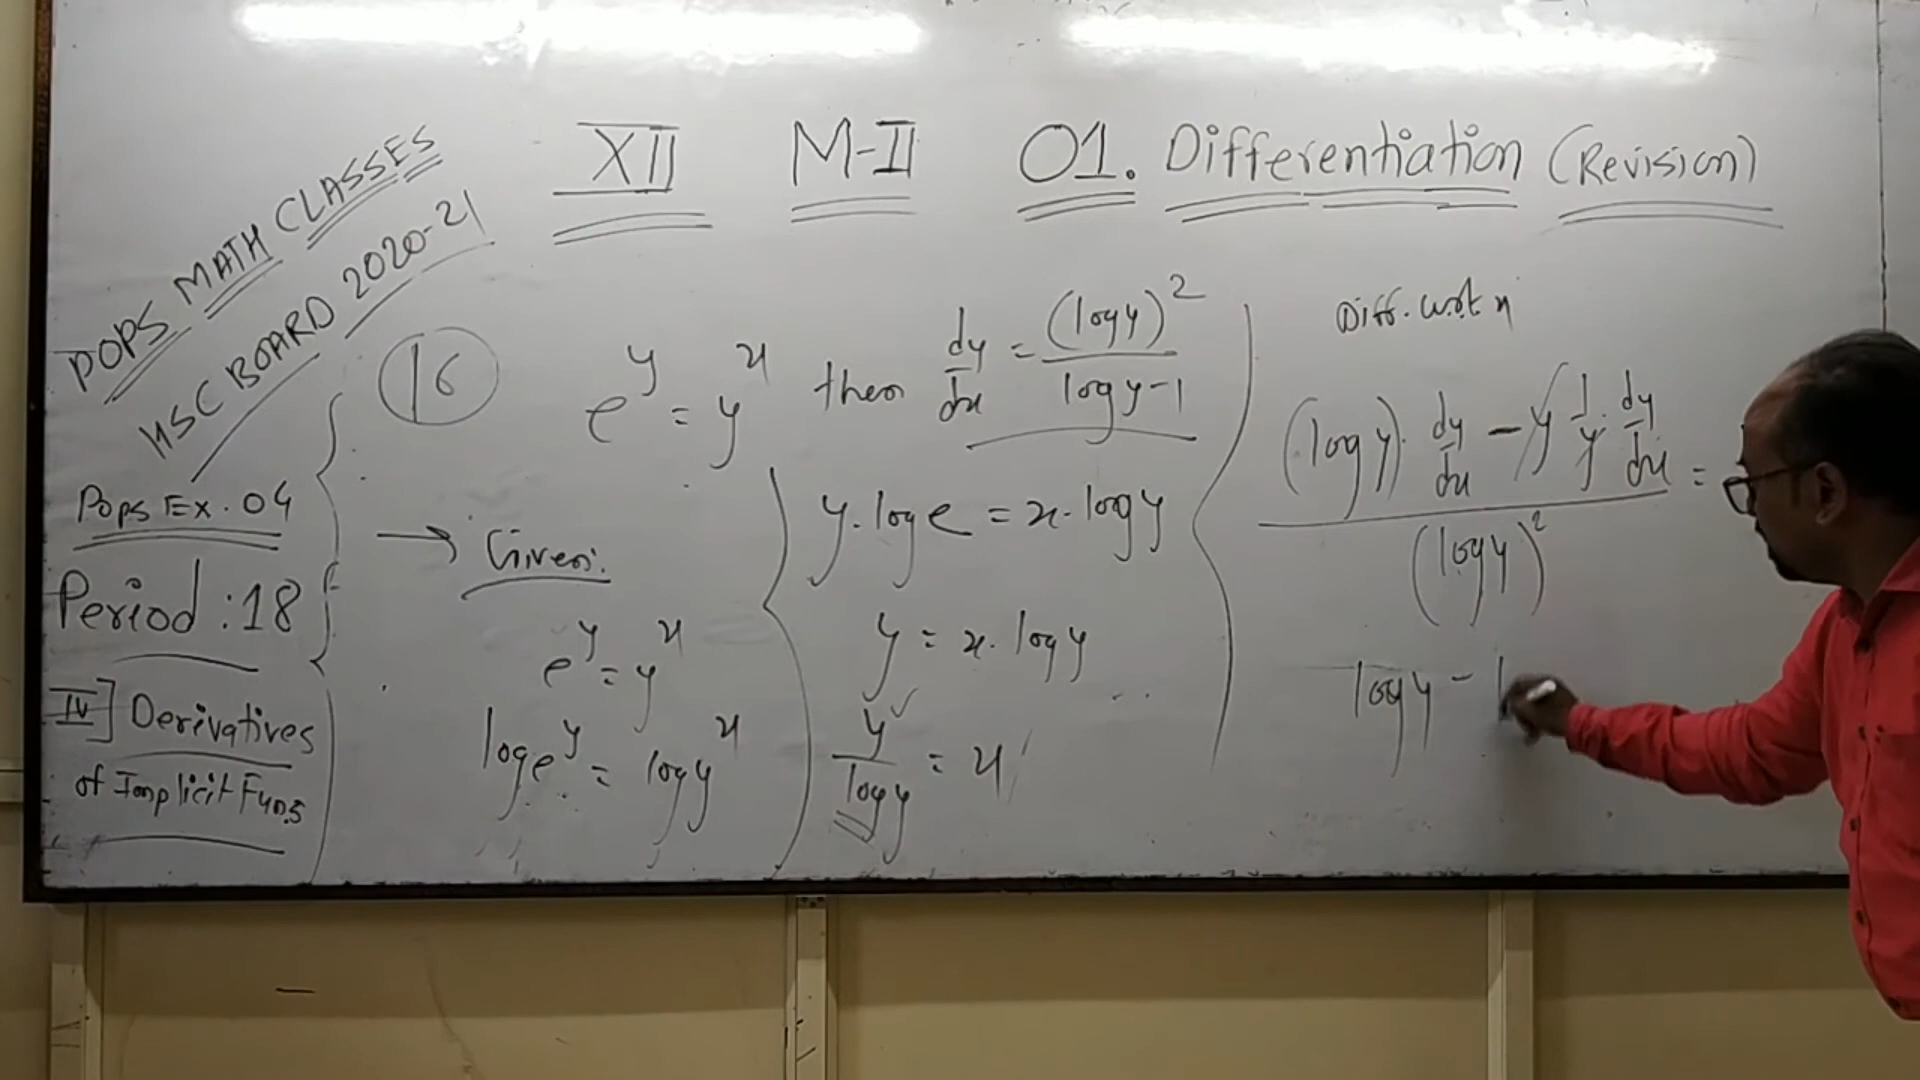 POPS MATH CLASSES
HSC BOARD 2020-21
XII M-II 01. Differentiation (Revision)
Pops Ex. 04
Period : 18
IV] Derivatives
of Implicit Funs
16
e^y = y^x then dy/dx = (log y)^2 / log y - 1
→ Given:
e^y = y^x
log e^y = log y^x
y. log e = x. log y
y = x. log y
y / log y = x
Diff. w.r.t x
(log y). dy/dx - y 1/y. dy/dx / (log y)^2 =
log y - 1